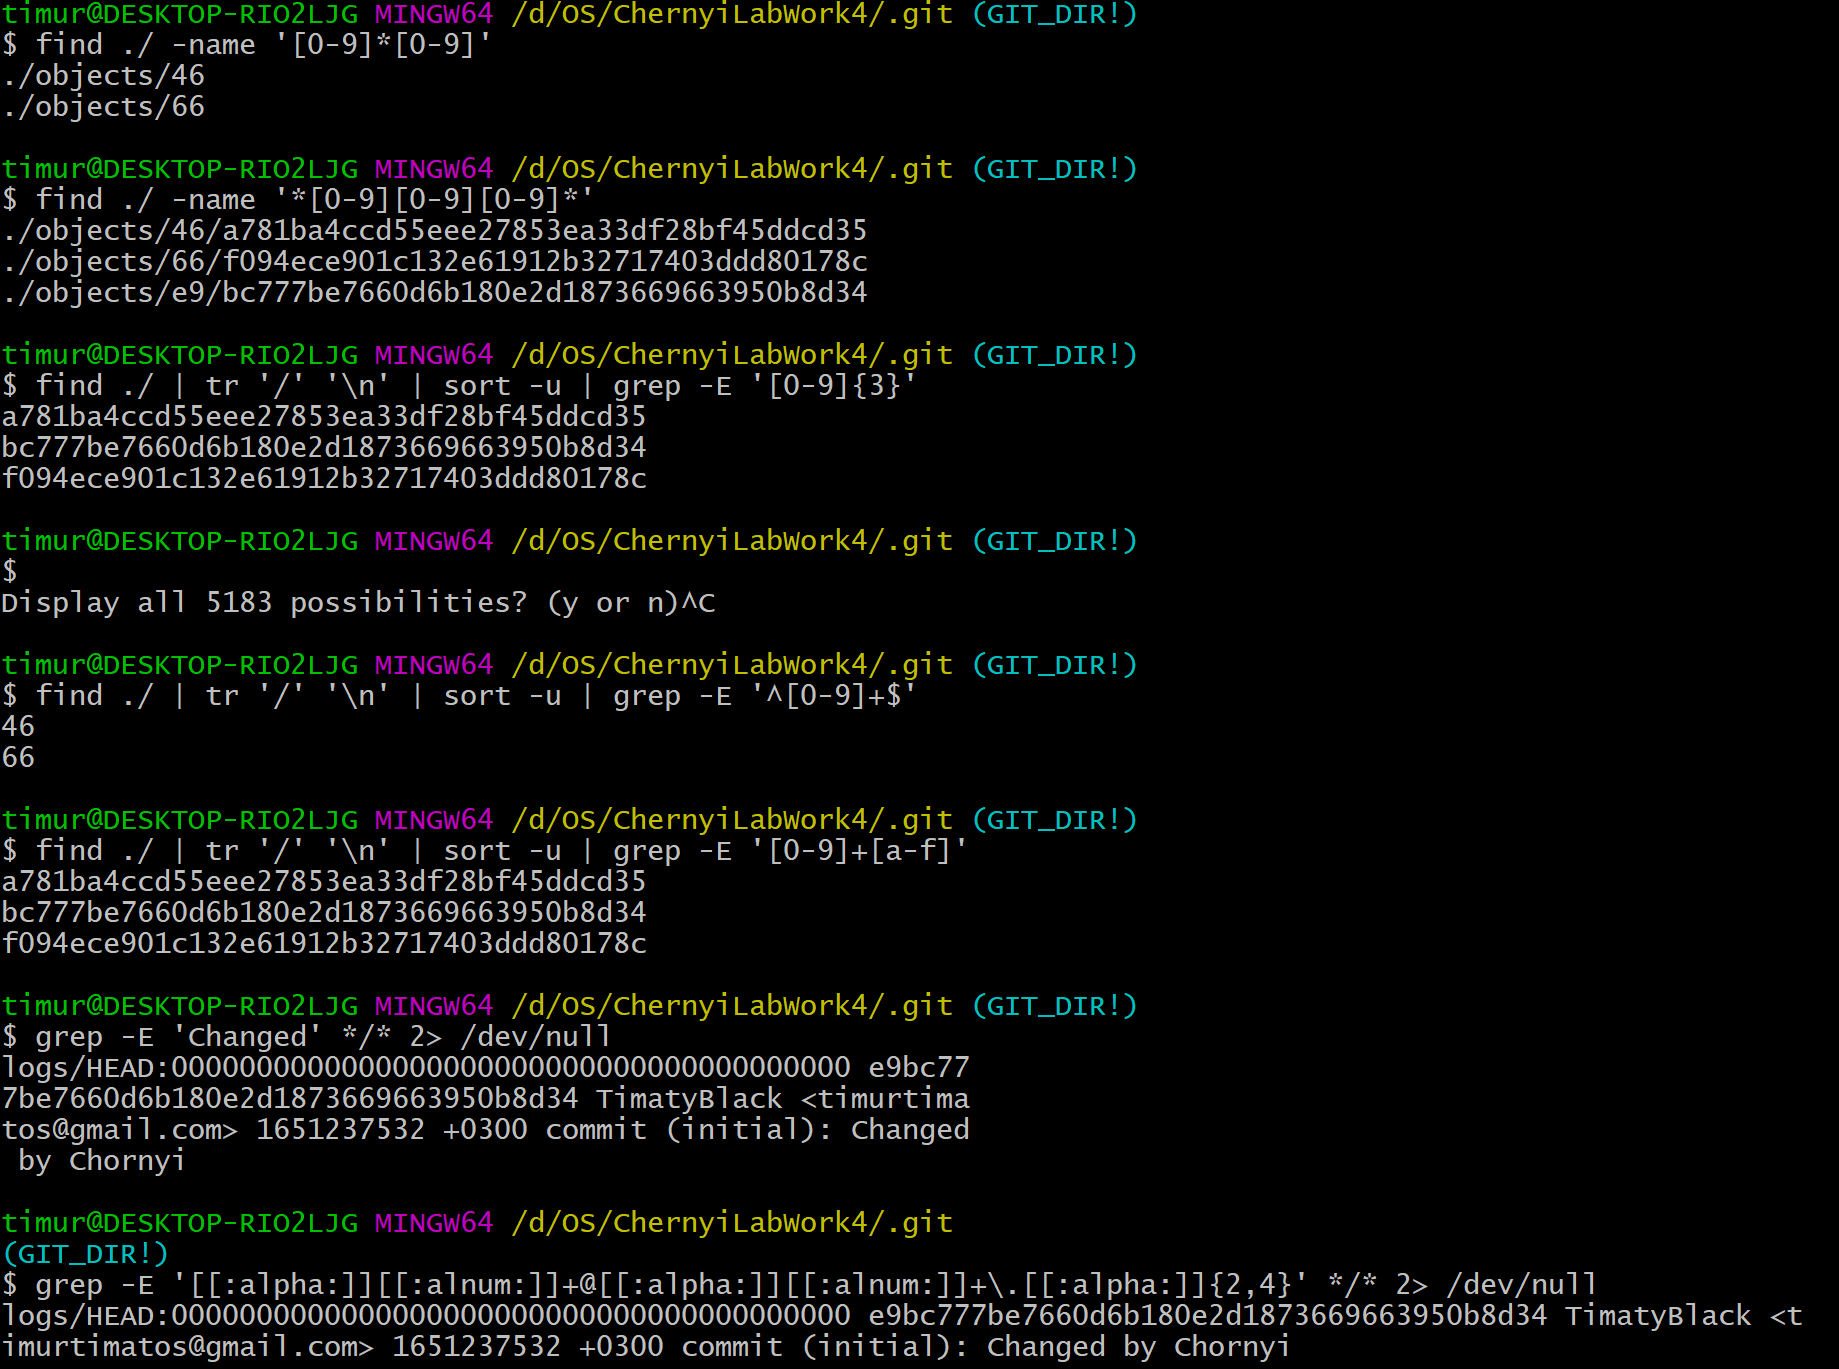 timur@DESKTOP-RIO2LJG MINGW64 /d/OS/ChernyiLabWork4/.git (GIT_DIR!)
$ find ./ -name '[0-9]*[0-9]'
./objects/46
./objects/66

timur@DESKTOP-RIO2LJG MINGW64 /d/OS/ChernyiLabWork4/.git (GIT_DIR!)
$ find ./ -name '*[0-9][0-9][0-9]*'
./objects/46/a781ba4ccd55eee27853ea33df28bf45ddcd35
./objects/66/f094ece901c132e61912b32717403ddd80178c
./objects/e9/bc777be7660d6b180e2d1873669663950b8d34

timur@DESKTOP-RIO2LJG MINGW64 /d/OS/ChernyiLabWork4/.git (GIT_DIR!)
$ find ./ | tr '/' '\n' | sort -u | grep -E '[0-9]{3}'
a781ba4ccd55eee27853ea33df28bf45ddcd35
bc777be7660d6b180e2d1873669663950b8d34
f094ece901c132e61912b32717403ddd80178c

timur@DESKTOP-RIO2LJG MINGW64 /d/OS/ChernyiLabWork4/.git (GIT_DIR!)
$
Display all 5183 possibilities? (y or n)^C

timur@DESKTOP-RIO2LJG MINGW64 /d/OS/ChernyiLabWork4/.git (GIT_DIR!)
$ find ./ | tr '/' '\n' | sort -u | grep -E '^[0-9]+$'
46
66

timur@DESKTOP-RIO2LJG MINGW64 /d/OS/ChernyiLabWork4/.git (GIT_DIR!)
$ find ./ | tr '/' '\n' | sort -u | grep -E '[0-9]+[a-f]'
a781ba4ccd55eee27853ea33df28bf45ddcd35
bc777be7660d6b180e2d1873669663950b8d34
f094ece901c132e61912b32717403ddd80178c

timur@DESKTOP-RIO2LJG MINGW64 /d/OS/ChernyiLabWork4/.git (GIT_DIR!)
$ grep -E 'Changed' */* 2> /dev/null
logs/HEAD:0000000000000000000000000000000000000000 e9bc77
7be7660d6b180e2d1873669663950b8d34 TimatyBlack <timurtima
tos@gmail.com> 1651237532 +0300 commit (initial): Changed
 by Chornyi

timur@DESKTOP-RIO2LJG MINGW64 /d/OS/ChernyiLabWork4/.git
(GIT_DIR!)
$ grep -E '[[:alpha:]][[:alnum:]]+@[[:alpha:]][[:alnum:]]+\.[[:alpha:]]{2,4}' */* 2> /dev/null
logs/HEAD:0000000000000000000000000000000000000000 e9bc777be7660d6b180e2d1873669663950b8d34 TimatyBlack <t
imurtimatos@gmail.com> 1651237532 +0300 commit (initial): Changed by Chornyi